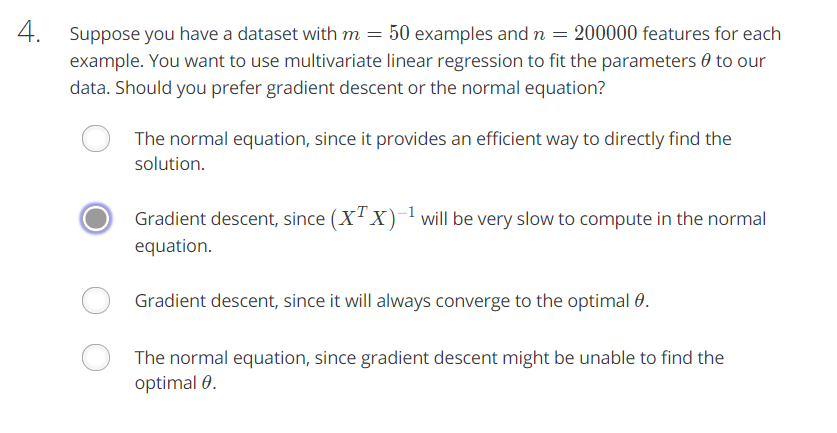 4. Suppose you have a dataset with m = 50 examples and n = 200000 features for each
example. You want to use multivariate linear regression to fit the parameters θ to our
data. Should you prefer gradient descent or the normal equation?
The normal equation, since it provides an efficient way to directly find the
solution.
Gradient descent, since (X^T X)^{-1} will be very slow to compute in the normal
equation.
Gradient descent, since it will always converge to the optimal θ.
The normal equation, since gradient descent might be unable to find the
optimal θ.